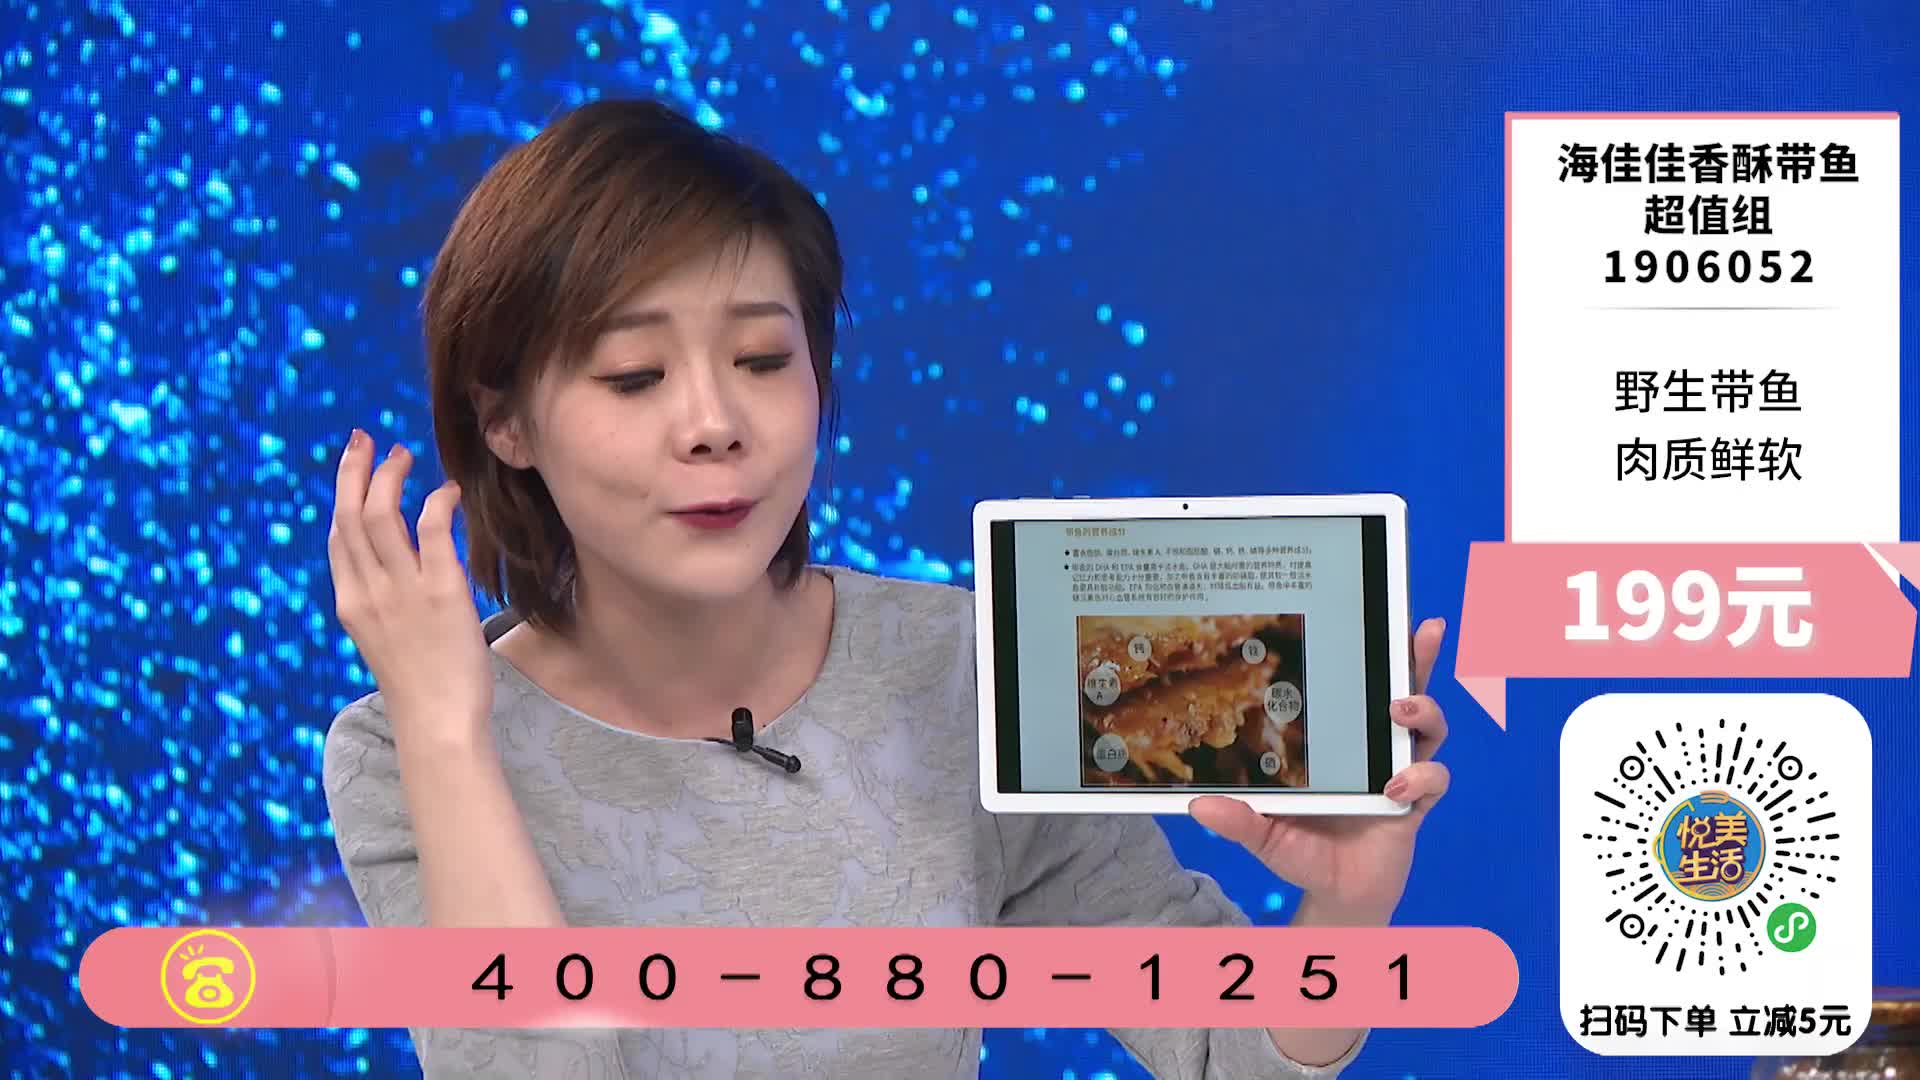 海佳佳香酥带鱼
超值组
1906052
野生带鱼
肉质鲜软
199元
带鱼的营养成分
钙
镁
维生素
A
碳水
化合物
蛋白质
硒
悦美
生活
扫码下单 立减5元
400-880-1251